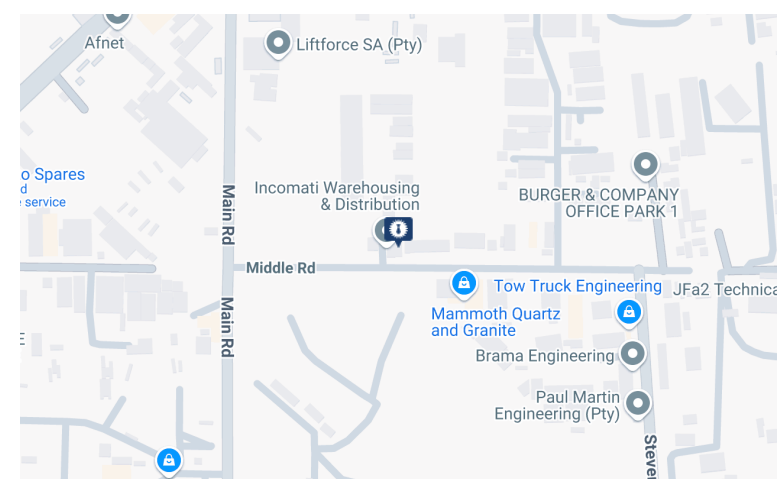 Afnet
Liftforce SA (Pty)
o Spares
d
service
Incomati Warehousing
& Distribution
BURGER & COMPANY
OFFICE PARK 1
Main Rd
Middle Rd
Tow Truck Engineering
JFa2 Technica
Main Rd
Mammoth Quartz
and Granite
E
Brama Engineering
Paul Martin
Engineering (Pty)
Steve